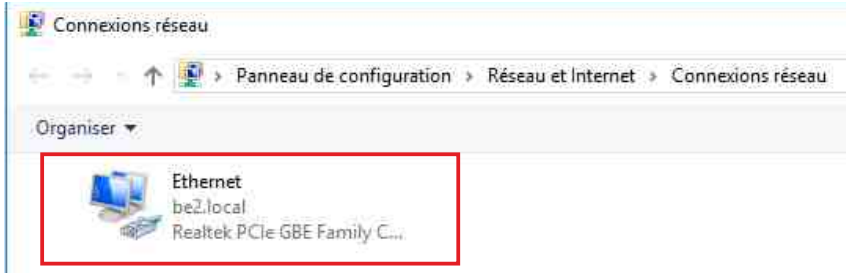 Connexions réseau
Panneau de configuration > Réseau et Internet > Connexions réseau
Organiser
Ethernet
be2.local
Realtek PCIe GBE Family C...